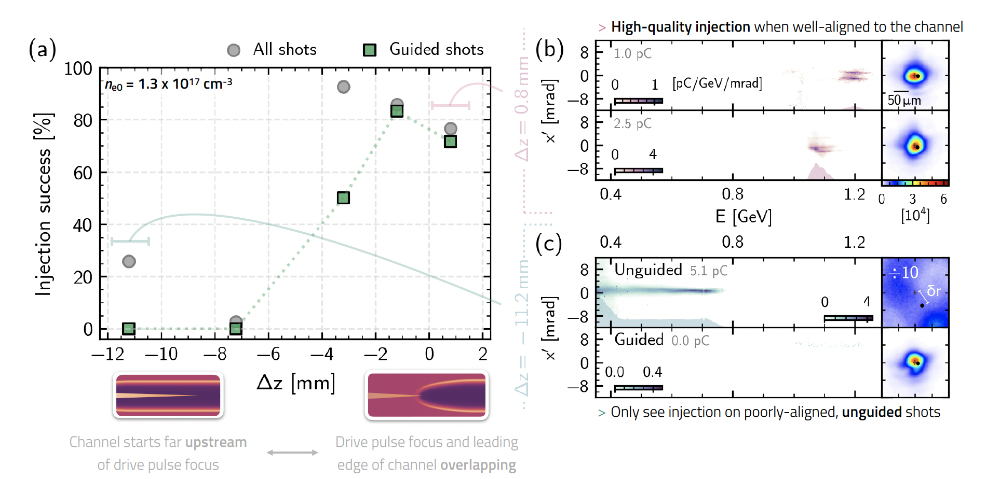 (a)
All shots
Guided shots
n_e0 = 1.3 x 10^17 cm^-3
Injection success [%]
100
80
60
40
20
0
−12 −10 −8 −6 −4 −2 0 2
Δz [mm]
Channel starts far upstream
of drive pulse focus
Drive pulse focus and leading
edge of channel overlapping
Δz = 0.8 mm
Δz = −11.2 mm
> High-quality injection when well-aligned to the channel
(b)
x′ [mrad]
8
0
−8
1.0 pC
0 1 [pC/GeV/mrad]
50 μm
8
0
−8
2.5 pC
0 4
0.4 0.8 1.2
E [GeV]
0 3 6
[10^4]
(c)
0.4 0.8 1.2
x′ [mrad]
8
0
−8
Unguided 5.1 pC
0 4
÷10
δr
8
0
−8
Guided 0.0 pC
0.0 0.4
> Only see injection on poorly-aligned, unguided shots